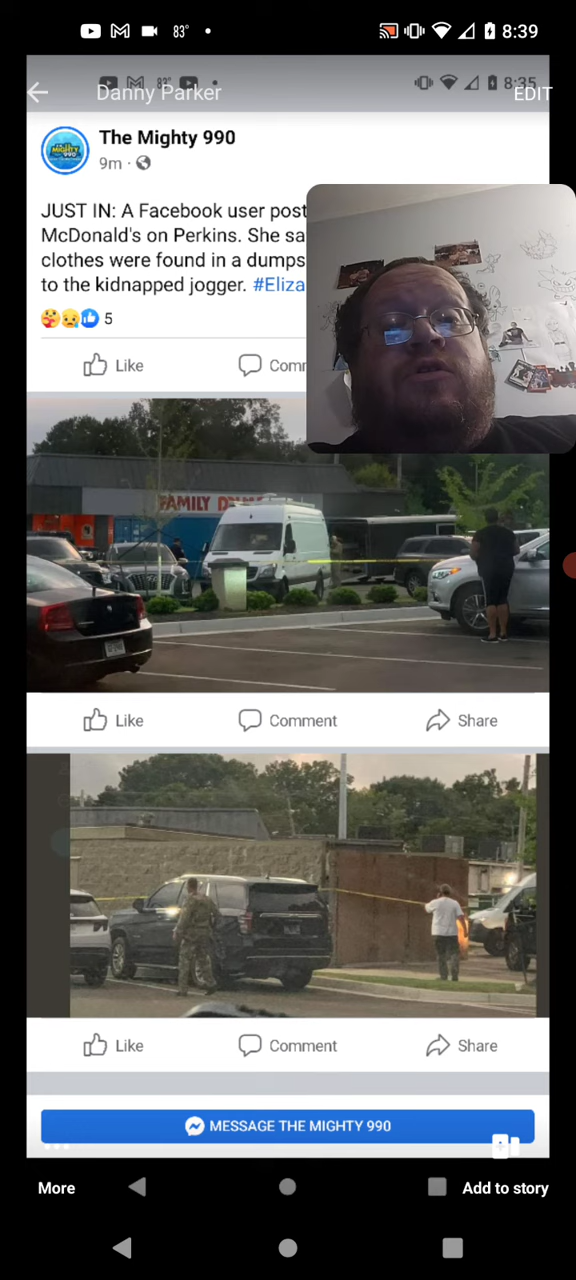 83° 8:39
83° 8:35
Danny Parker
EDIT
The Mighty 990
9m
JUST IN: A Facebook user post
McDonald's on Perkins. She sa
clothes were found in a dumps
to the kidnapped jogger. #Eliza
5
Like
Comm
FAMILY D
Like Comment Share
Like Comment Share
MESSAGE THE MIGHTY 990
More
Add to story